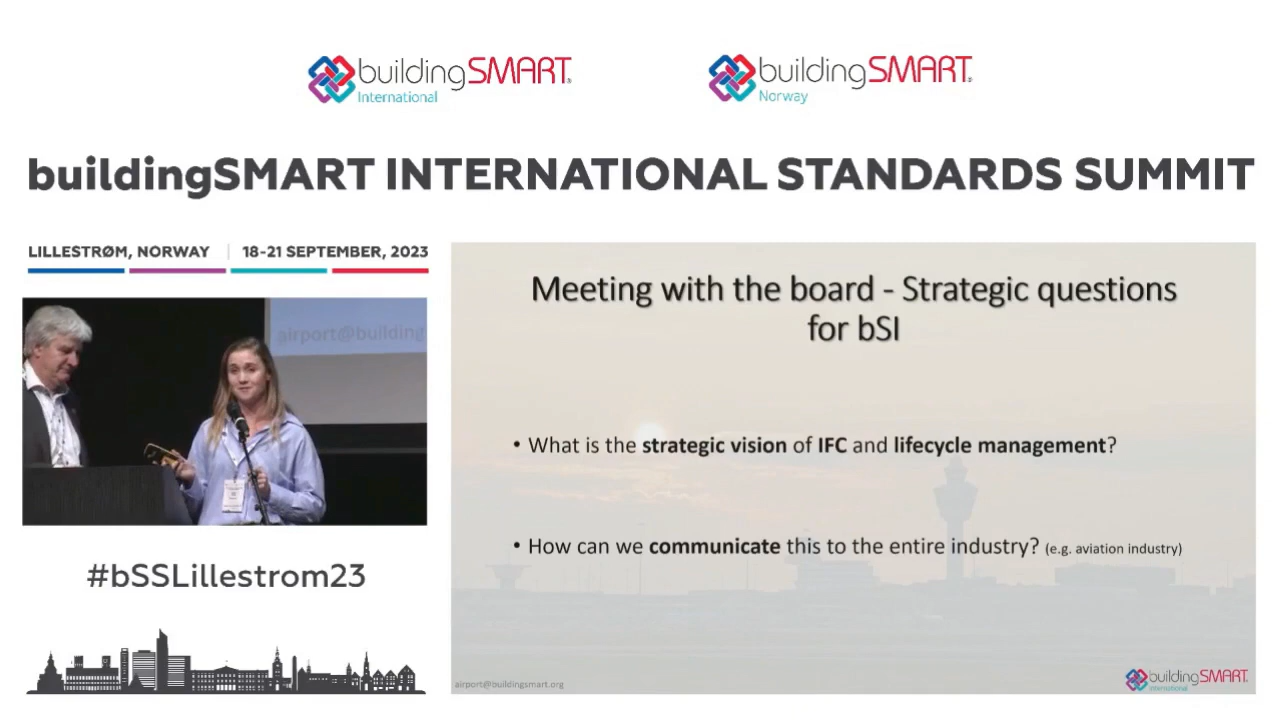 buildingSMART International
buildingSMART Norway
buildingSMART INTERNATIONAL STANDARDS SUMMIT
LILLESTRØM, NORWAY | 18-21 SEPTEMBER, 2023
airport@building
#bSSLillestrom23
Meeting with the board - Strategic questions
for bSI
• What is the strategic vision of IFC and lifecycle management?
• How can we communicate this to the entire industry? (e.g. aviation industry)
airport@buildingsmart.org
buildingSMART International